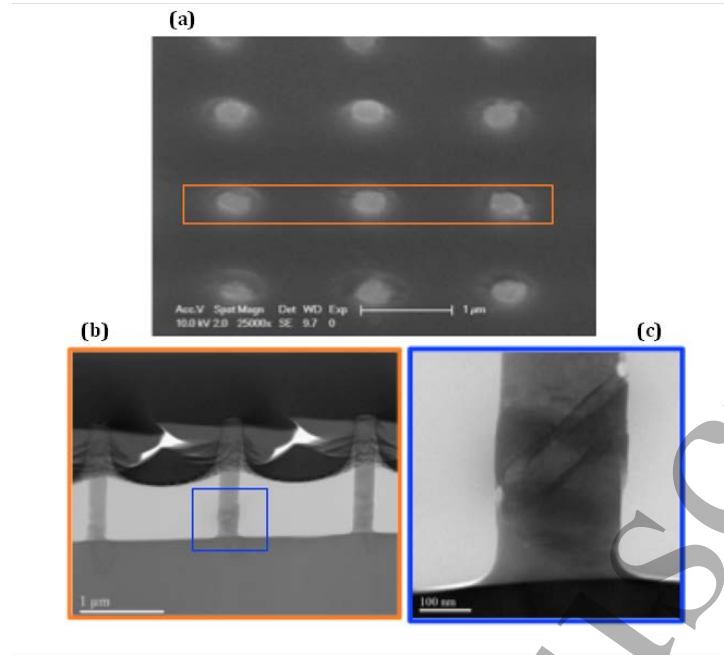 (a)
Acc.V Spot Magn Det WD Exp
10.0 kV 2.0 25000x SE 9.7 0
1 µm
(b)
(c)
1 µm
100 nm